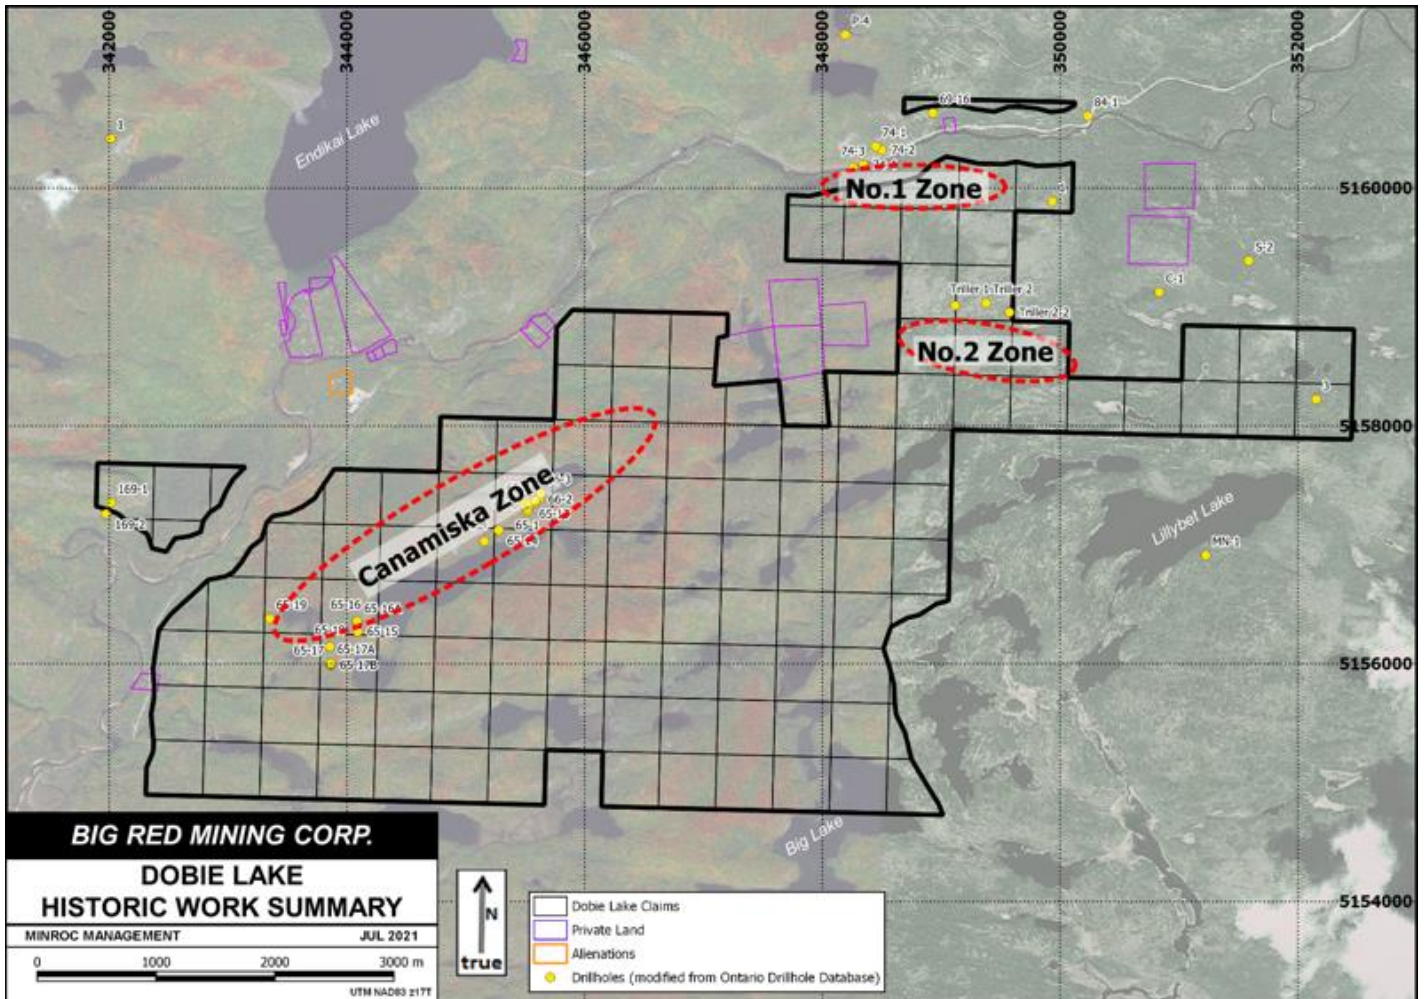 342000
344000
346000
348000
350000
352000
P-4
1
Endikai Lake
69-16
84-1
74-1
74-2
74-3
No.1 Zone
5160000
S-2
C-1
Triller 1
Triller 2
Triller 2-2
No.2 Zone
3
5158000
169-1
169-2
Canamiska Zone
66-2
65-1
Lillybet Lake
MN-1
65-19
65-16
65-16A
65-15
65-17
65-17A
65-17B
5156000
Big Lake
5154000
BIG RED MINING CORP.
DOBIE LAKE
HISTORIC WORK SUMMARY
MINROC MANAGEMENT JUL 2021
0 1000 2000 3000 m
UTM NAD83 z17T
N
true
Dobie Lake Claims
Private Land
Alienations
Drillholes (modified from Ontario Drillhole Database)